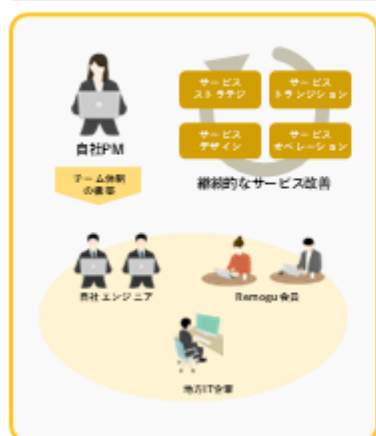 サービス
ストラテジ
サービス
トランジション
サービス
デザイン
サービス
オペレーション
自社PM
継続的なサービス改善
チーム体制
の構築
自社エンジニア
Remogu会員
地方IT企業